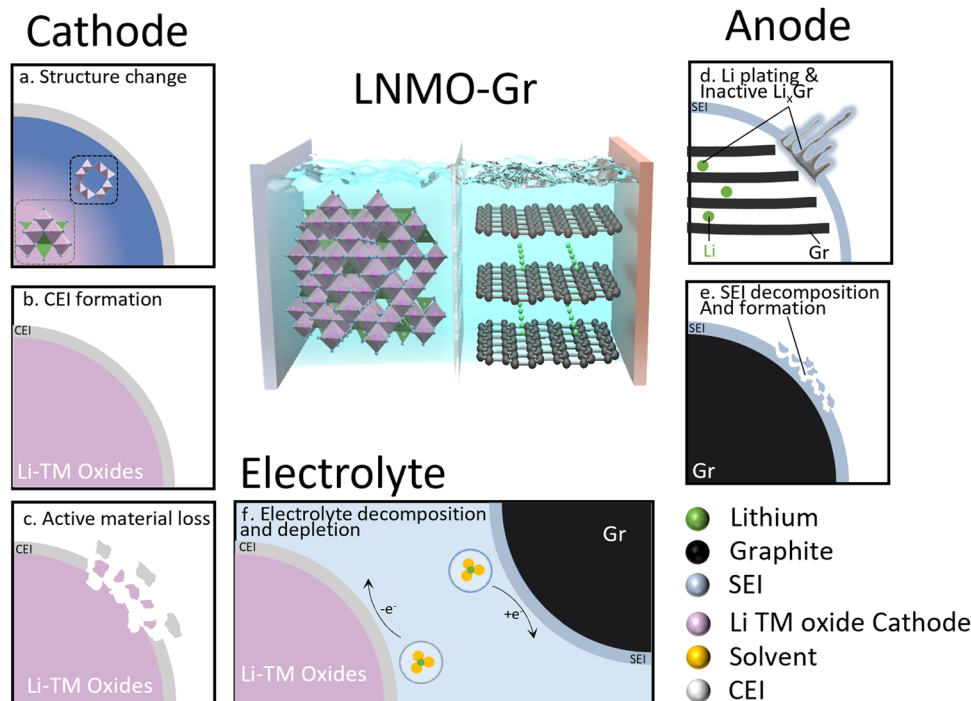 Cathode
a. Structure change
b. CEI formation
CEI
Li-TM Oxides
c. Active material loss
CEI
Li-TM Oxides
LNMO-Gr
Electrolyte
f. Electrolyte decomposition
and depletion
CEI
Gr
-e⁻
+e⁻
SEI
Li-TM Oxides
Anode
d. Li plating &
Inactive LiₓGr
SEI
Li
Gr
e. SEI decomposition
And formation
SEI
Gr
Lithium
Graphite
SEI
Li TM oxide Cathode
Solvent
CEI